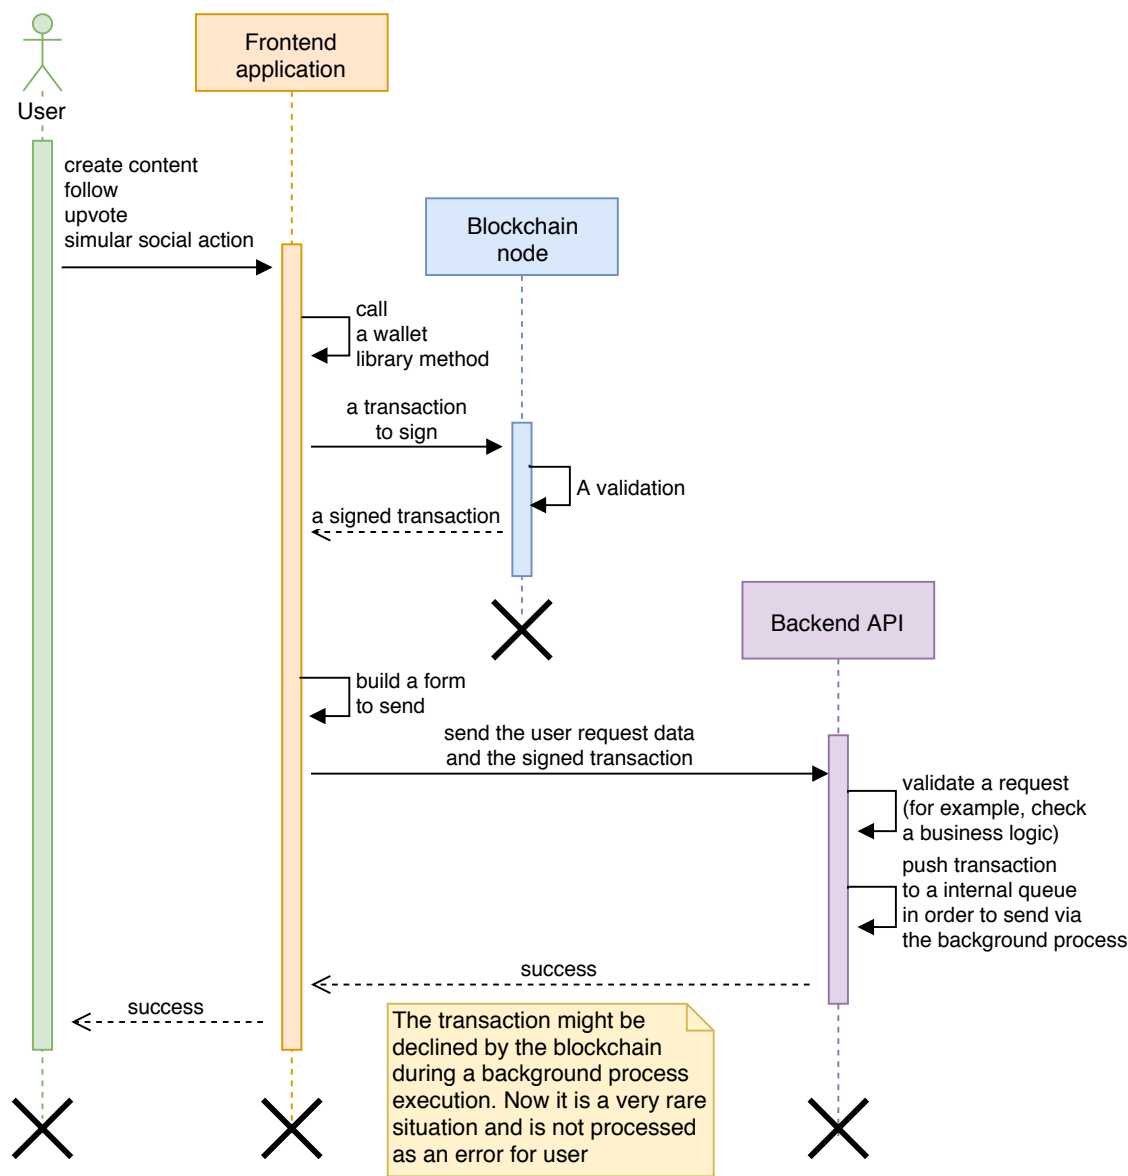 Frontend
application
User
create content
follow
upvote
simular social action
Blockchain
node
call
a wallet
library method
a transaction
to sign
A validation
a signed transaction
Backend API
build a form
to send
send the user request data
and the signed transaction
validate a request
(for example, check
a business logic)
push transaction
to a internal queue
in order to send via
the background process
success
success
The transaction might be
declined by the blockchain
during a background process
execution. Now it is a very rare
situation and is not processed
as an error for user